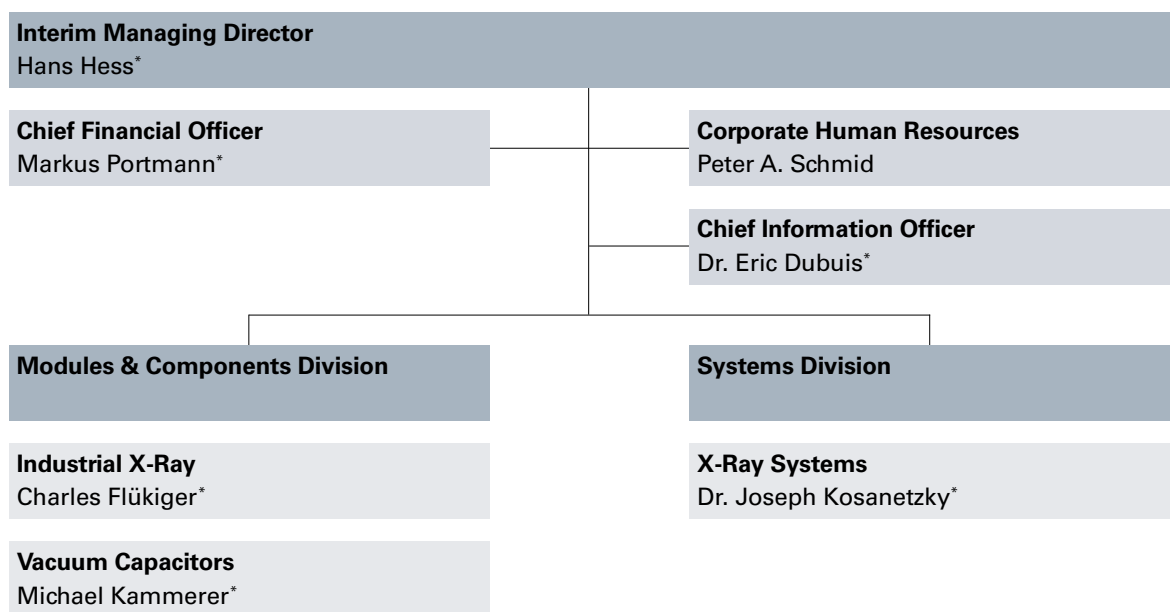 Interim Managing Director
Hans Hess*
Chief Financial Officer
Markus Portmann*
Corporate Human Resources
Peter A. Schmid
Chief Information Officer
Dr. Eric Dubuis*
Modules & Components Division
Systems Division
Industrial X-Ray
Charles Flükiger*
X-Ray Systems
Dr. Joseph Kosanetzky*
Vacuum Capacitors
Michael Kammerer*